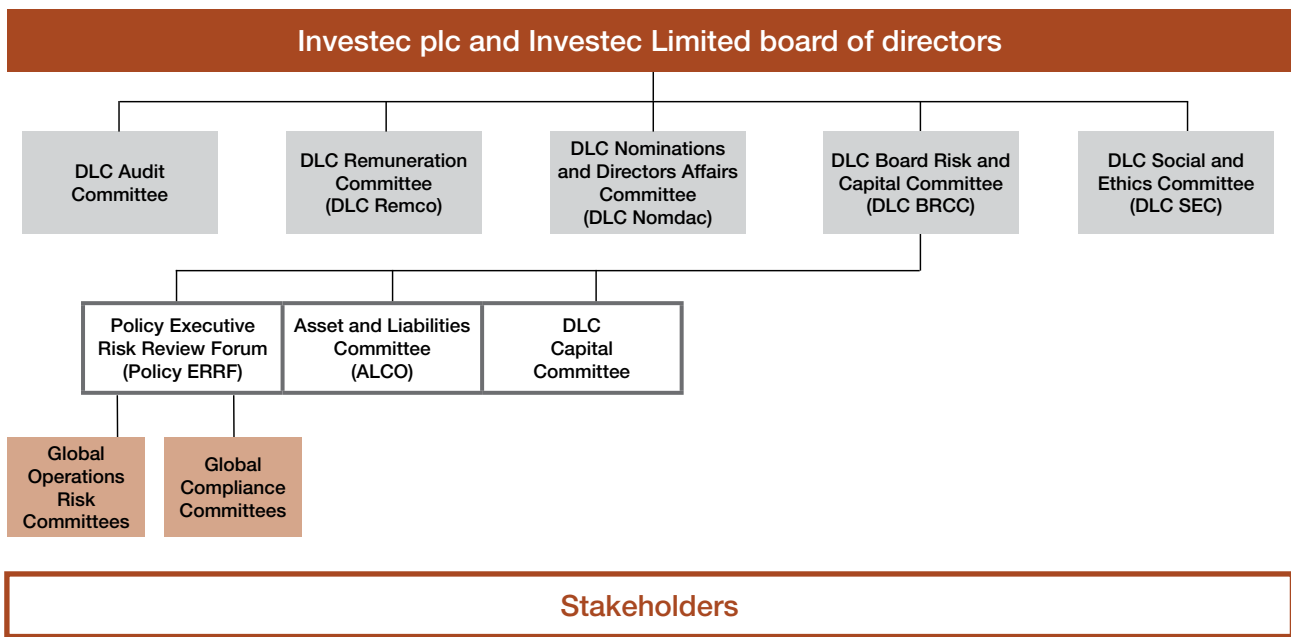 Investec plc and Investec Limited board of directors
DLC Audit
Committee
DLC Remuneration
Committee
(DLC Remco)
DLC Nominations
and Directors Affairs
Committee
(DLC Nomdac)
DLC Board Risk and
Capital Committee
(DLC BRCC)
DLC Social and
Ethics Committee
(DLC SEC)
Policy Executive
Risk Review Forum
(Policy ERRF)
Asset and Liabilities
Committee
(ALCO)
DLC
Capital
Committee
Global
Operations
Risk
Committees
Global
Compliance
Committees
Stakeholders